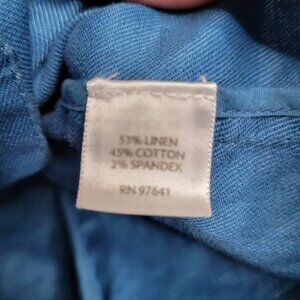 53% LINEN
45% COTTON
2% SPANDEX
RN 97641